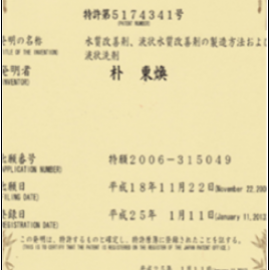 特許第5174341号
(PATENT NUMBER)
発明の名称
水質改善剤、流状水質改善剤の製造方法およ
(TITLE OF THE INVENTION)
流状洗剤
発明者
朴 東煥
(INVENTOR)
出願番号
特願2006-315049
(APPLICATION NUMBER)
出願日
平成18年11月22日(November 22,200
(FILING DATE)
登録日
平成25年 1月11日(January 11,2013
(REGISTRATION DATE)
この発明は、特許するものと確定し、特許原簿に登録されたことを証する。
(THIS IS TO CERTIFY THAT THE PATENT IS REGISTERED ON THE REGISTER OF THE JAPAN PATENT OFFICE.)